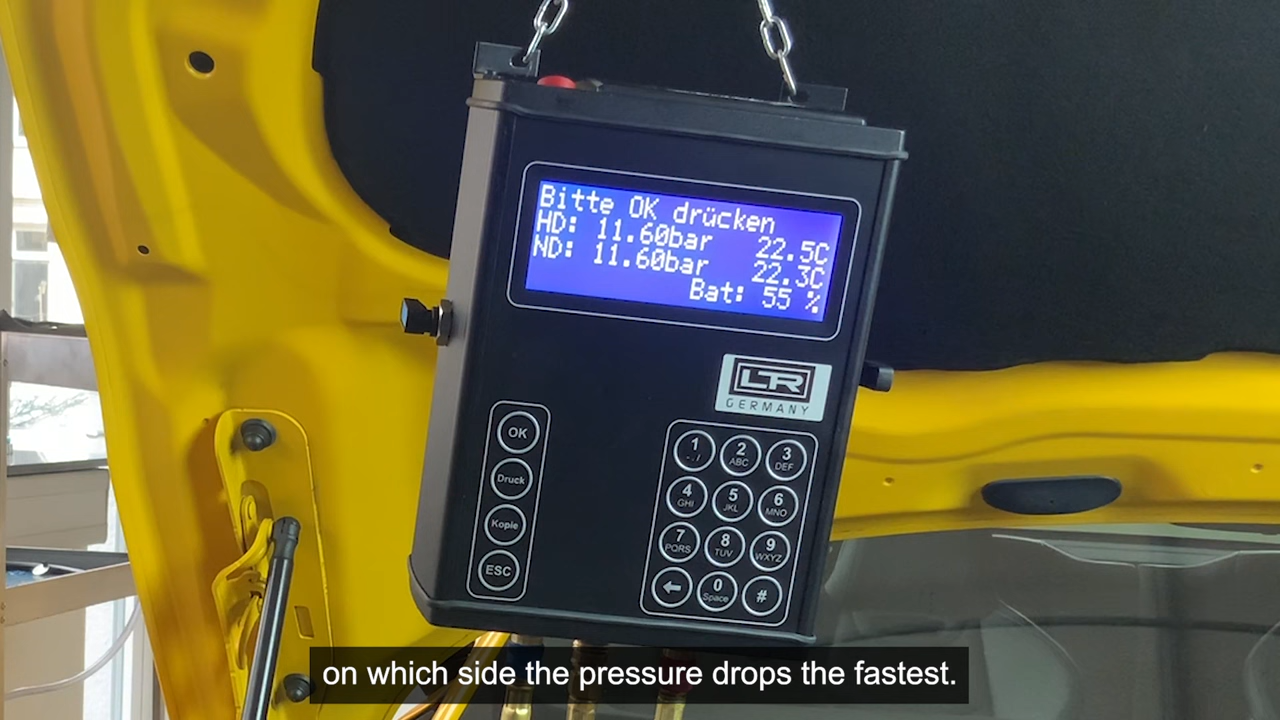 Bitte OK drücken
HD: 11.60bar 22.5C
ND: 11.60bar 22.3C
Bat: 55 %
LTR
GERMANY
OK
Druck
Kopie
ESC
1 - . /
2 ABC
3 DEF
4 GHI
5 JKL
6 MNO
7 PQRS
8 TUV
9 WXYZ
←
0 Space
#
on which side the pressure drops the fastest.